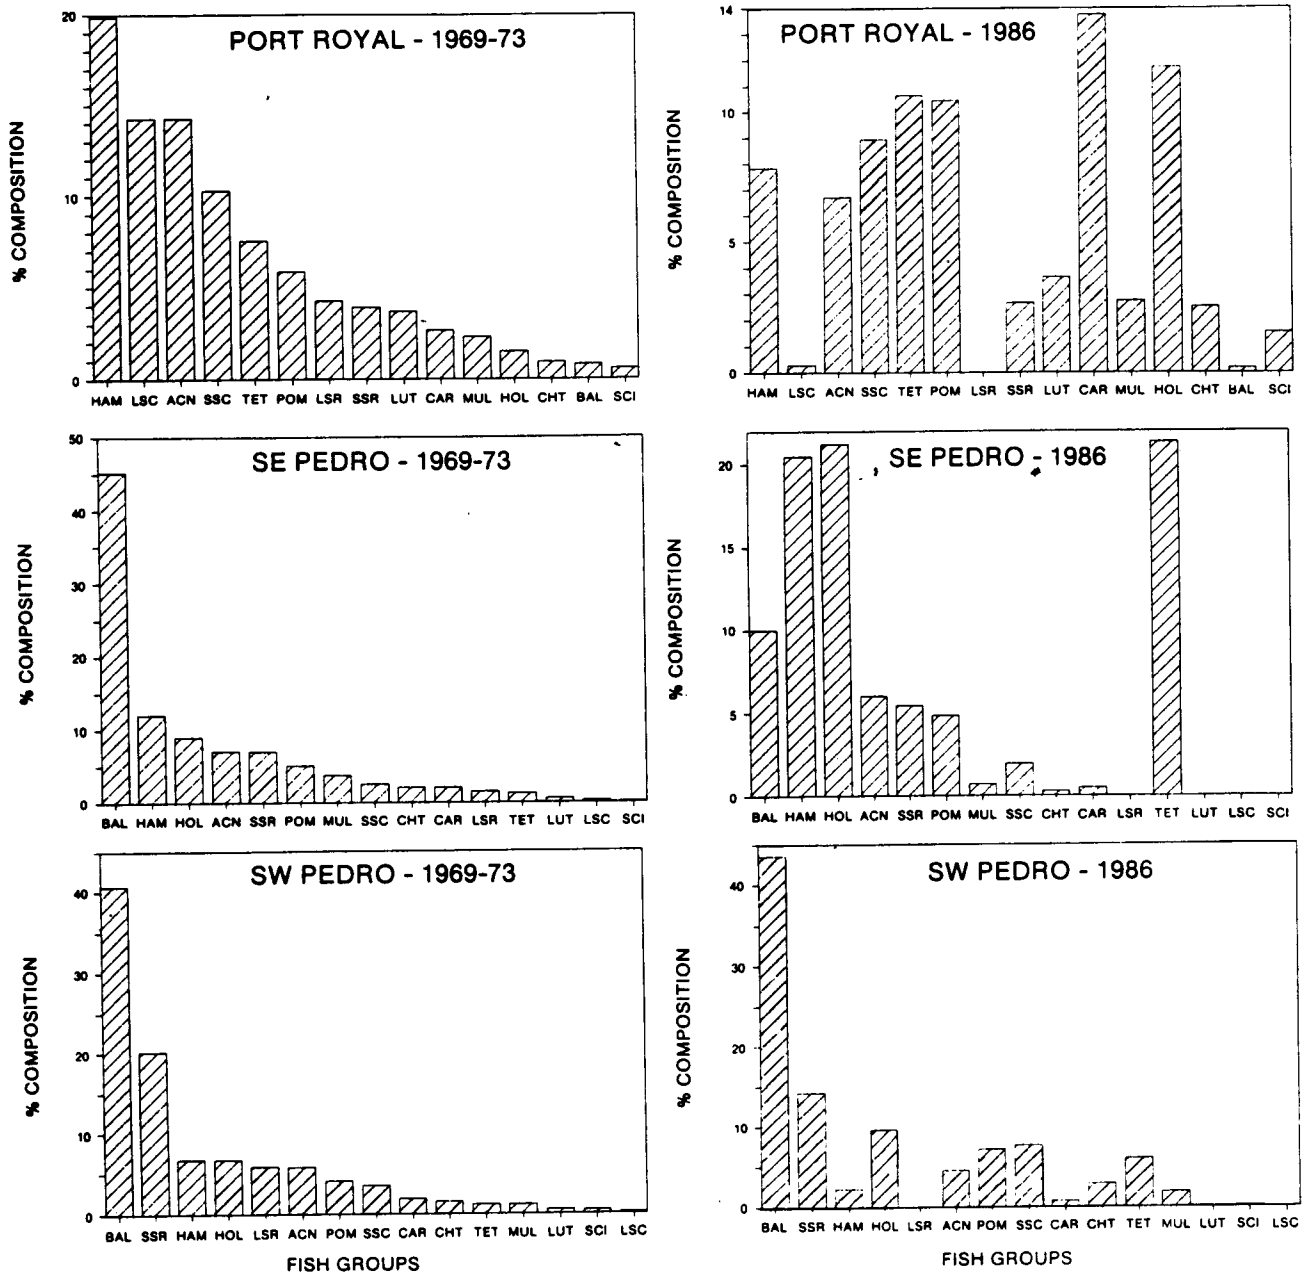 PORT ROYAL - 1969-73
% COMPOSITION
20
10
0
HAM LSC ACN SSC TET POM LSR SSR LUT CAR MUL HOL CHT BAL SCI
PORT ROYAL - 1986
% COMPOSITION
14
10
5
0
HAM LSC ACN SSC TET POM LSR SSR LUT CAR MUL HOL CHT BAL SCI
SE PEDRO - 1969-73
% COMPOSITION
50
40
30
20
10
0
BAL HAM HOL ACN SSR POM MUL SSC CHT CAR LSR TET LUT LSC SCI
SE PEDRO - 1986
% COMPOSITION
20
15
10
5
0
BAL HAM HOL ACN SSR POM MUL SSC CHT CAR LSR TET LUT LSC SCI
SW PEDRO - 1969-73
% COMPOSITION
40
30
20
10
0
BAL SSR HAM HOL LSR ACN POM SSC CAR CHT TET MUL LUT SCI LSC
FISH GROUPS
SW PEDRO - 1986
% COMPOSITION
40
30
20
10
0
BAL SSR HAM HOL LSR ACN POM SSC CAR CHT TET MUL LUT SCI LSC
FISH GROUPS